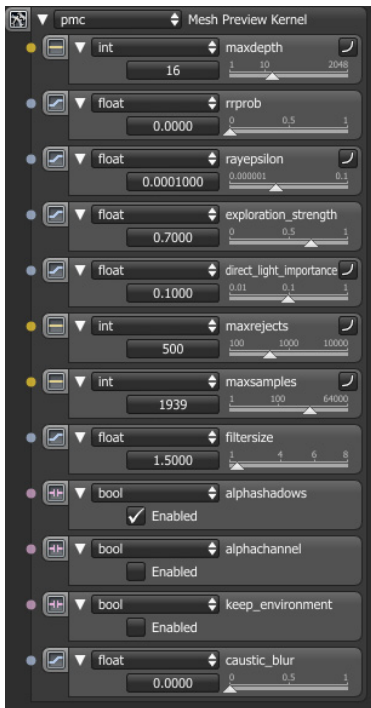 pmc Mesh Preview Kernel
int maxdepth
16 1 10 2048
float rrprob
0.0000 0 0.5 1
float rayepsilon
0.0001000 0.000001 0.1
float exploration_strength
0.7000 0 0.5 1
float direct_light_importance
0.1000 0.01 0.1 1
int maxrejects
500 100 1000 10000
int maxsamples
1939 1 100 64000
float filtersize
1.5000 1 4 6 8
bool alphashadows
Enabled
bool alphachannel
Enabled
bool keep_environment
Enabled
float caustic_blur
0.0000 0 0.5 1